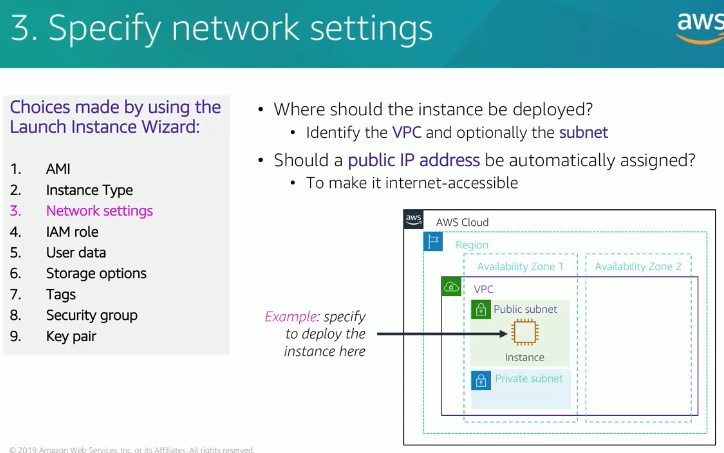 3. Specify network settings
aws
Choices made by using the
Launch Instance Wizard:
1. AMI
2. Instance Type
3. Network settings
4. IAM role
5. User data
6. Storage options
7. Tags
8. Security group
9. Key pair
• Where should the instance be deployed?
• Identify the VPC and optionally the subnet
• Should a public IP address be automatically assigned?
• To make it internet-accessible
aws
AWS Cloud
Region
Availability Zone 1
Availability Zone 2
VPC
Public subnet
Instance
Private subnet
Example: specify
to deploy the
instance here
© 2019 Amazon Web Services, Inc. or its Affiliates. All rights reserved.